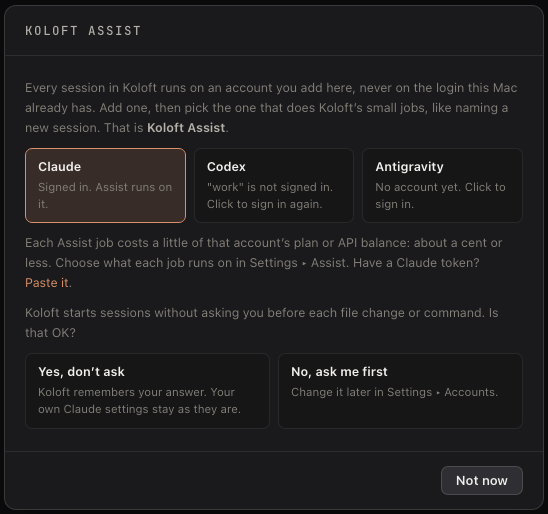 KOLOFT ASSIST
Every session in Koloft runs on an account you add here, never on the login this Mac
already has. Add one, then pick the one that does Koloft’s small jobs, like naming a
new session. That is Koloft Assist.
Claude
Signed in. Assist runs on
it.
Codex
"work" is not signed in.
Click to sign in again.
Antigravity
No account yet. Click to
sign in.
Each Assist job costs a little of that account’s plan or API balance: about a cent or
less. Choose what each job runs on in Settings ▸ Assist. Have a Claude token?
Paste it.
Koloft starts sessions without asking you before each file change or command. Is
that OK?
Yes, don’t ask
Koloft remembers your answer. Your
own Claude settings stay as they are.
No, ask me first
Change it later in Settings ▸ Accounts.
Not now